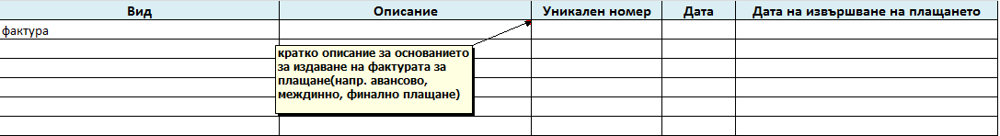 Вид Описание Уникален номер Дата Дата на извършване на плащането
фактура
кратко описание за основанието
за издаване на фактурата за
плащане(напр. авансово,
междинно, финално плащане)